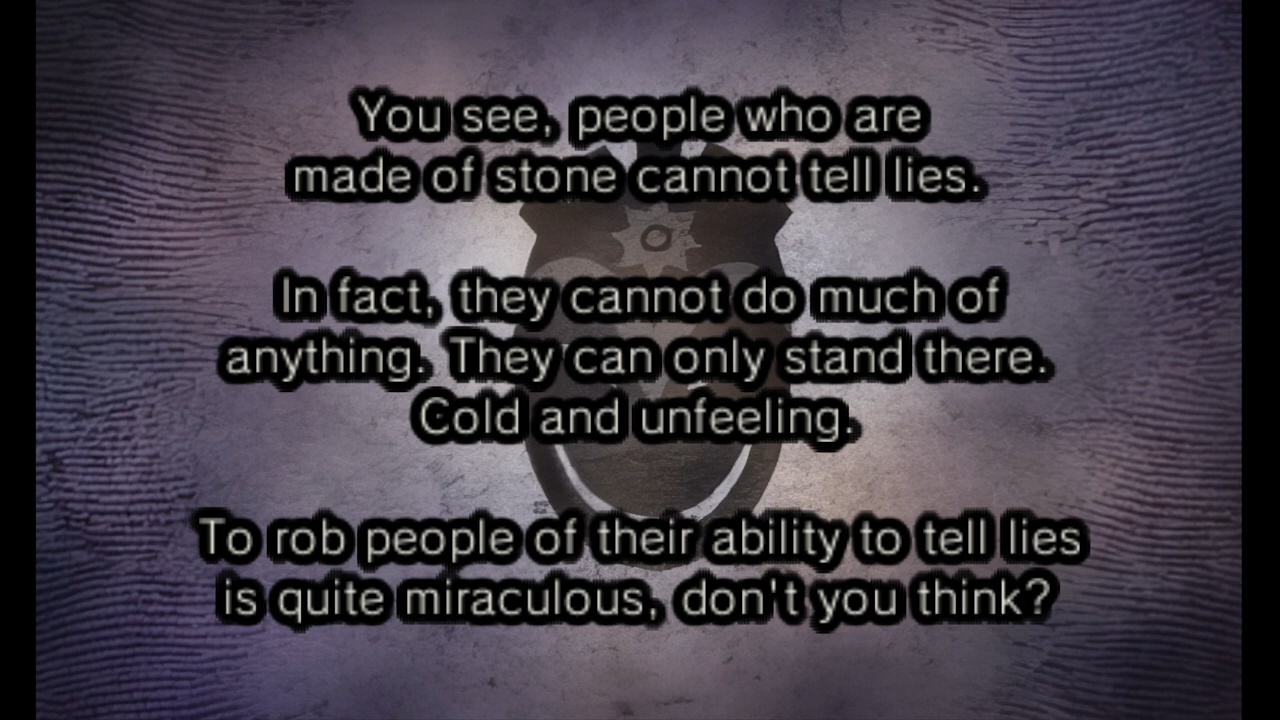 You see, people who are
made of stone cannot tell lies.
In fact, they cannot do much of
anything. They can only stand there.
Cold and unfeeling.
To rob people of their ability to tell lies
is quite miraculous, don't you think?